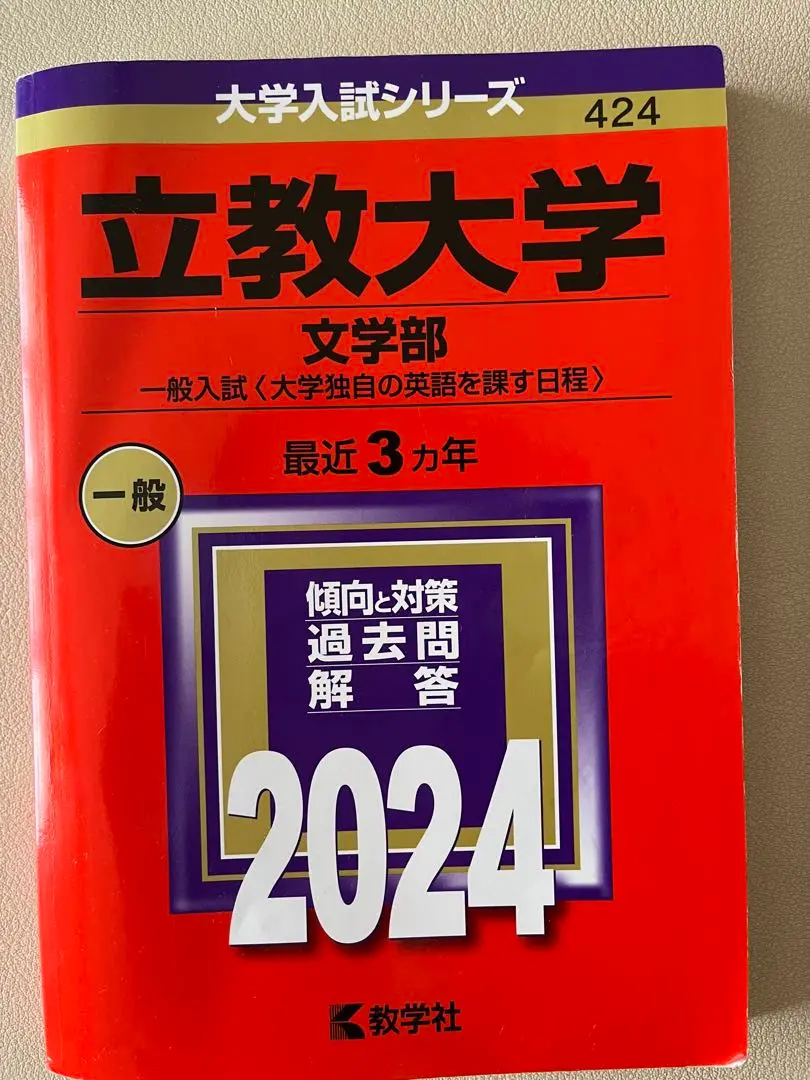 大学入試シリーズ
424
立教大学
文学部
一般入試〈大学独自の英語を課す日程〉
最近3カ年
一般
傾向と対策
過去問
解答
2024
教学社